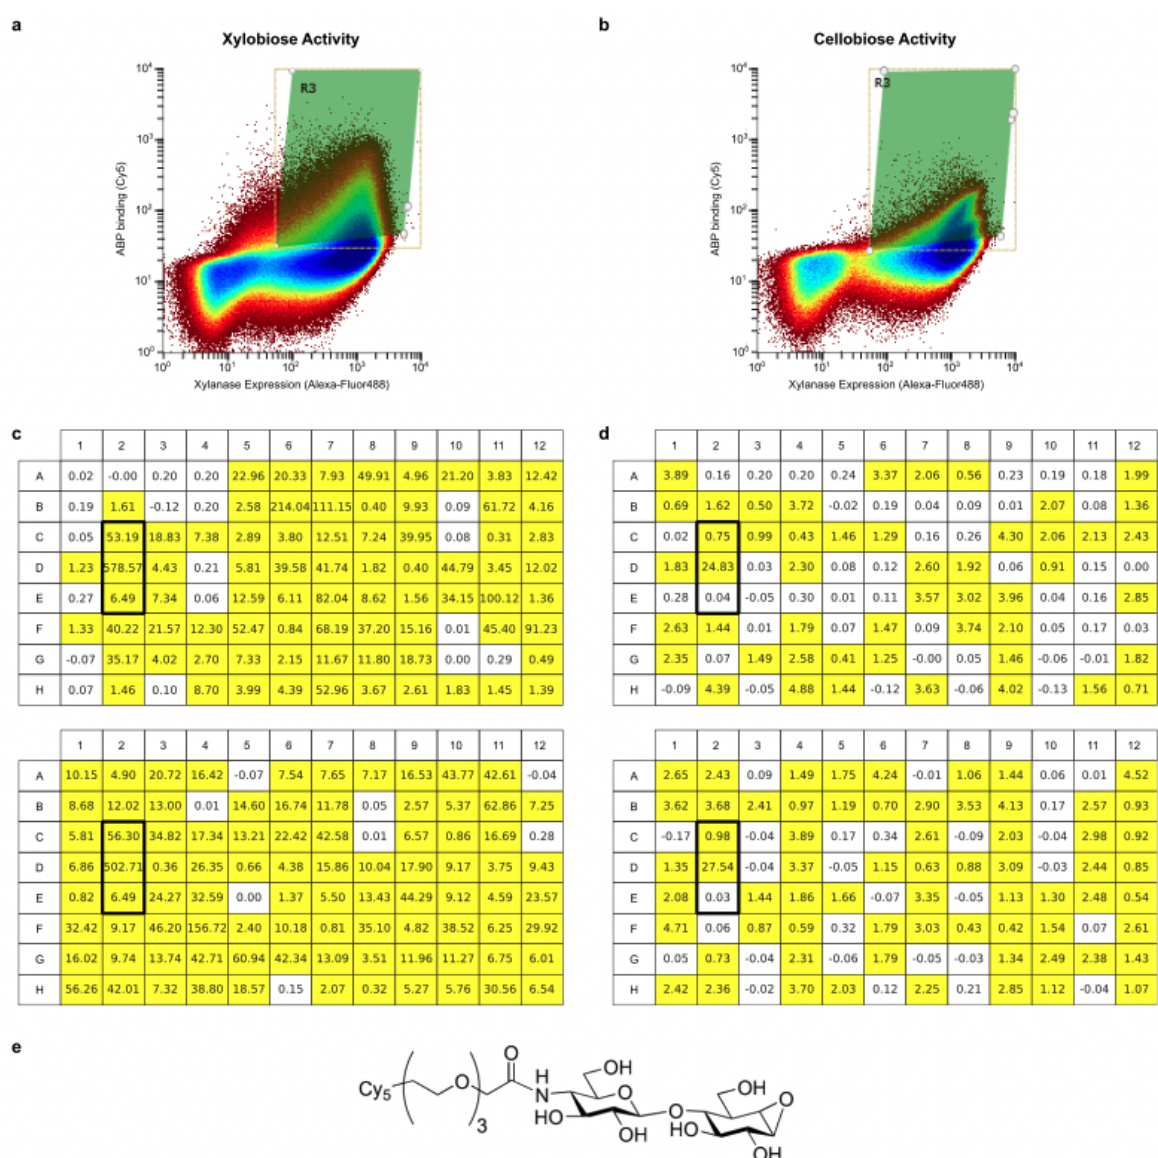 a
Xylobiose Activity
10⁴
10³
10²
10¹
10⁰
R3
ABP binding (Cy5)
10⁰ 10¹ 10² 10³ 10⁴
Xylanase Expression (Alexa-Fluor488)
b
Cellobiose Activity
10⁴
10³
10²
10¹
10⁰
R3
ABP binding (Cy5)
10⁰ 10¹ 10² 10³ 10⁴
Xylanase Expression (Alexa-Fluor488)
c
1 2 3 4 5 6 7 8 9 10 11 12
A 0.02 -0.00 0.20 0.20 22.96 20.33 7.93 49.91 4.96 21.20 3.83 12.42
B 0.19 1.61 -0.12 0.20 2.58 214.04 111.15 0.40 9.93 0.09 61.72 4.16
C 0.05 53.19 18.83 7.38 2.89 3.80 12.51 7.24 39.95 0.08 0.31 2.83
D 1.23 578.57 4.43 0.21 5.81 39.58 41.74 1.82 0.40 44.79 3.45 12.02
E 0.27 6.49 7.34 0.06 12.59 6.11 82.04 8.62 1.56 34.15 100.12 1.36
F 1.33 40.22 21.57 12.30 52.47 0.84 68.19 37.20 15.16 0.01 45.40 91.23
G -0.07 35.17 4.02 2.70 7.33 2.15 11.67 11.80 18.73 0.00 0.29 0.49
H 0.07 1.46 0.10 8.70 3.99 4.39 52.96 3.67 2.61 1.83 1.45 1.39
1 2 3 4 5 6 7 8 9 10 11 12
A 10.15 4.90 20.72 16.42 -0.07 7.54 7.65 7.17 16.53 43.77 42.61 -0.04
B 8.68 12.02 13.00 0.01 14.60 16.74 11.78 0.05 2.57 5.37 62.86 7.25
C 5.81 56.30 34.82 17.34 13.21 22.42 42.58 0.01 6.57 0.86 16.69 0.28
D 6.86 502.71 0.36 26.35 0.66 4.38 15.86 10.04 17.90 9.17 3.75 9.43
E 0.82 6.49 24.27 32.59 0.00 1.37 5.50 13.43 44.29 9.12 4.59 23.57
F 32.42 9.17 46.20 156.72 2.40 10.18 0.81 35.10 4.82 38.52 6.25 29.92
G 16.02 9.74 13.74 42.71 60.94 42.34 13.09 3.51 11.96 11.27 6.75 6.01
H 56.26 42.01 7.32 38.80 18.57 0.15 2.07 0.32 5.27 5.76 30.56 6.54
d
1 2 3 4 5 6 7 8 9 10 11 12
A 3.89 0.16 0.20 0.20 0.24 3.37 2.06 0.56 0.23 0.19 0.18 1.99
B 0.69 1.62 0.50 3.72 -0.02 0.19 0.04 0.09 0.01 2.07 0.08 1.36
C 0.02 0.75 0.99 0.43 1.46 1.29 0.16 0.26 4.30 2.06 2.13 2.43
D 1.83 24.83 0.03 2.30 0.08 0.12 2.60 1.92 0.06 0.91 0.15 0.00
E 0.28 0.04 -0.05 0.30 0.01 0.11 3.57 3.02 3.96 0.04 0.16 2.85
F 2.63 1.44 0.01 1.79 0.07 1.47 0.09 3.74 2.10 0.05 0.17 0.03
G 2.35 0.07 1.49 2.58 0.41 1.25 -0.00 0.05 1.46 -0.06 -0.01 1.82
H -0.09 4.39 -0.05 4.88 1.44 -0.12 3.63 -0.06 4.02 -0.13 1.56 0.71
1 2 3 4 5 6 7 8 9 10 11 12
A 2.65 2.43 0.09 1.49 1.75 4.24 -0.01 1.06 1.44 0.06 0.01 4.52
B 3.62 3.68 2.41 0.97 1.19 0.70 2.90 3.53 4.13 0.17 2.57 0.93
C -0.17 0.98 -0.04 3.89 0.17 0.34 2.61 -0.09 2.03 -0.04 2.98 0.92
D 1.35 27.54 -0.04 3.37 -0.05 1.15 0.63 0.88 3.09 -0.03 2.44 0.85
E 2.08 0.03 1.44 1.86 1.66 -0.07 3.35 -0.05 1.13 1.30 2.48 0.54
F 4.71 0.06 0.87 0.59 0.32 1.79 3.03 0.43 0.42 1.54 0.07 2.61
G 0.05 0.73 -0.04 2.31 -0.06 1.79 -0.05 -0.03 1.34 2.49 2.38 1.43
H 2.42 2.36 -0.02 3.70 2.03 0.12 2.25 0.21 2.85 1.12 -0.04 1.07
e
O
OH
Cy5 O H O OH O
3 N HO O HO
OH OH